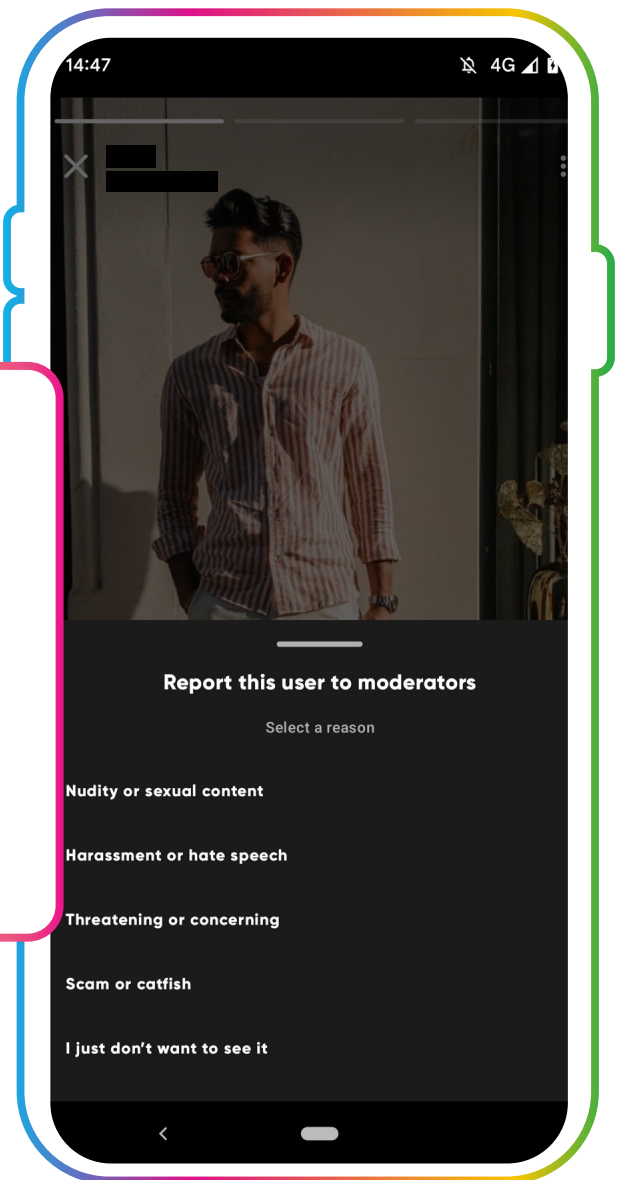 14:47
4G
Report this user to moderators
Select a reason
Nudity or sexual content
Harassment or hate speech
Threatening or concerning
Scam or catfish
I just don’t want to see it